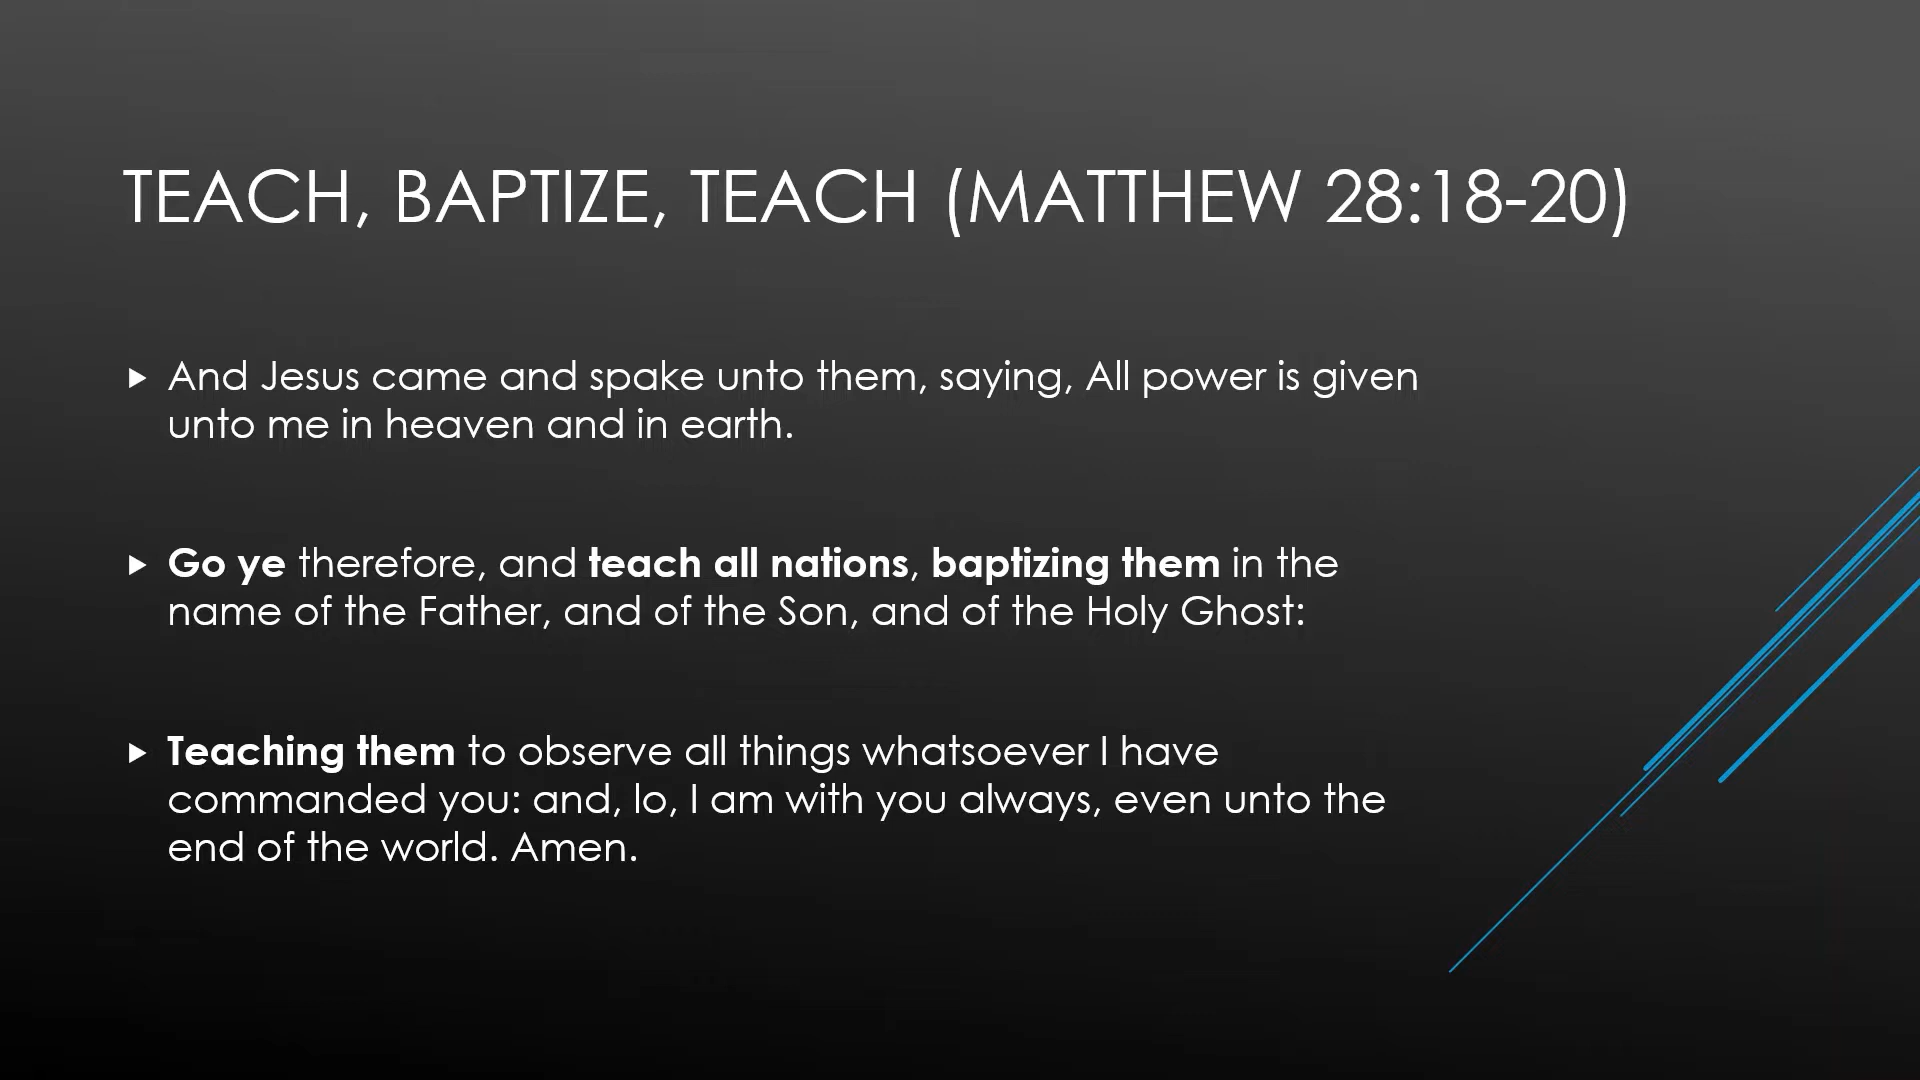 TEACH, BAPTIZE, TEACH (MATTHEW 28:18-20)
And Jesus came and spake unto them, saying, All power is given
unto me in heaven and in earth.
Go ye therefore, and teach all nations, baptizing them in the
name of the Father, and of the Son, and of the Holy Ghost:
Teaching them to observe all things whatsoever I have
commanded you: and, lo, I am with you always, even unto the
end of the world. Amen.